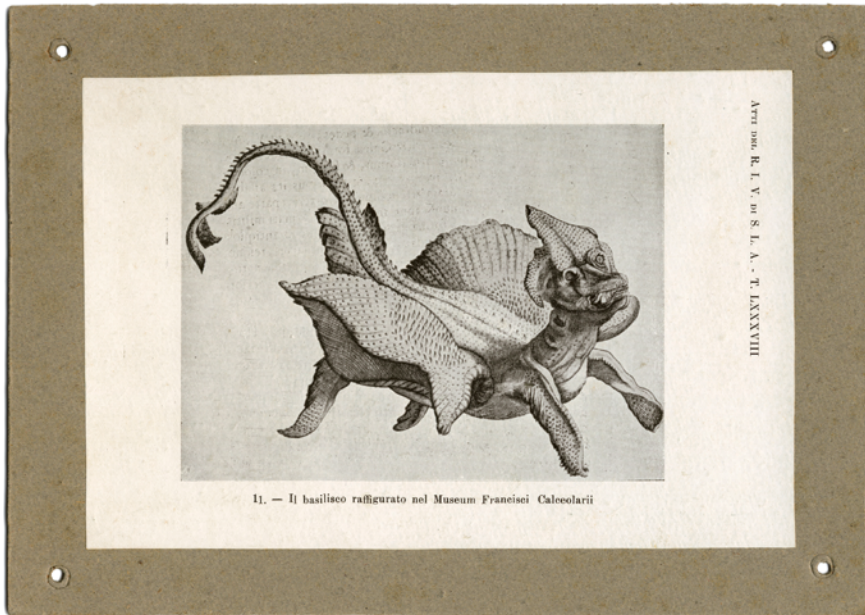 ATTI DEL R. I. V. DI S. L. A. - T. LXXXVIII
11. — Il basilisco raffigurato nel Museum Francisci Calceolarii